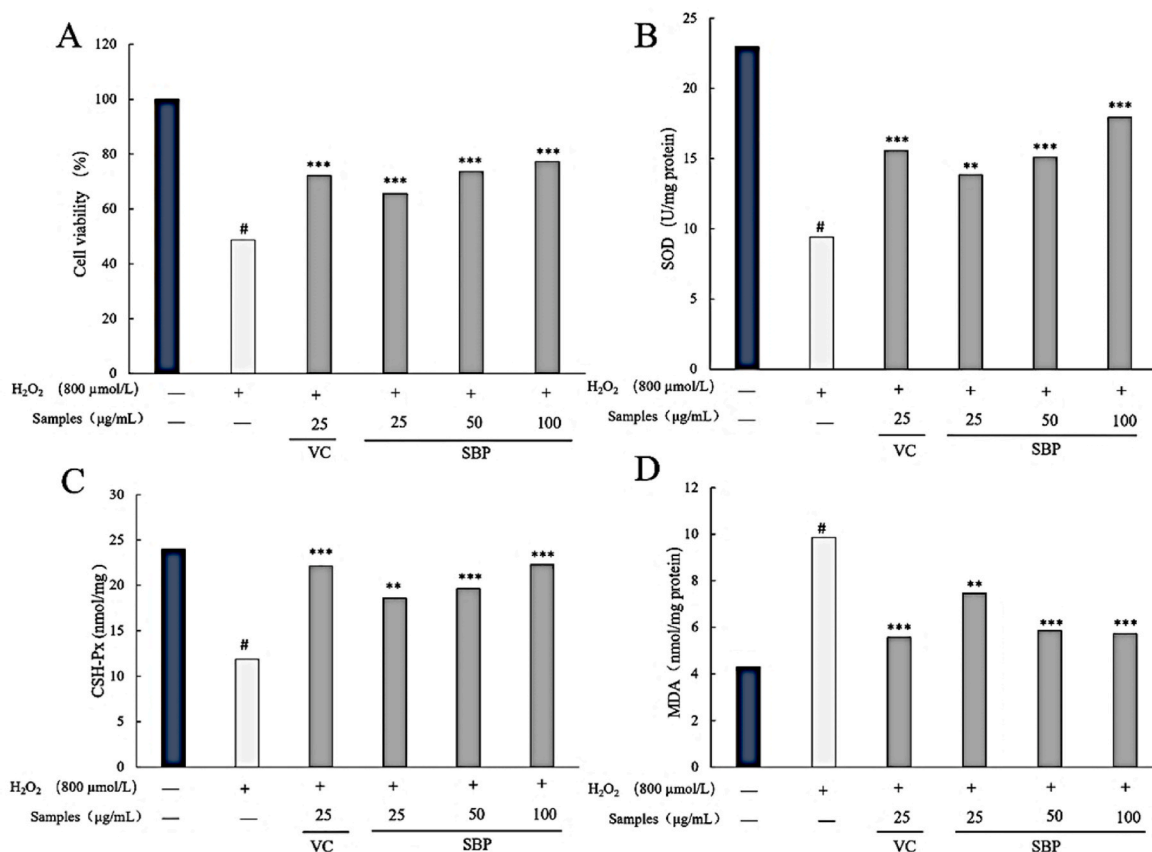 A
Cell viability (%)
120
100
80
60
40
20
0
#
***
***
***
***
H₂O₂ (800 μmol/L) — + + + + +
Samples (μg/mL) — — 25 25 50 100
VC SBP
B
SOD (U/mg protein)
25
20
15
10
5
0
#
***
**
***
***
H₂O₂ (800 μmol/L) — + + + + +
Samples (μg/mL) — — 25 25 50 100
VC SBP
C
CSH-Px (nmol/mg)
30
25
20
15
10
5
0
#
***
**
***
***
H₂O₂ (800 μmol/L) — + + + + +
Samples (μg/mL) — — 25 25 50 100
VC SBP
D
MDA (nmol/mg protein)
12
10
8
6
4
2
0
#
***
**
***
***
H₂O₂ (800 μmol/L) — + + + + +
Samples (μg/mL) — — 25 25 50 100
VC SBP